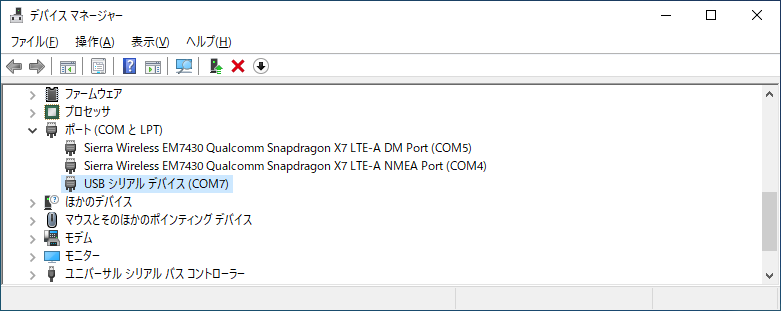 デバイス マネージャー
ファイル(F) 操作(A) 表示(V) ヘルプ(H)
ファームウェア
プロセッサ
ポート (COM と LPT)
Sierra Wireless EM7430 Qualcomm Snapdragon X7 LTE-A DM Port (COM5)
Sierra Wireless EM7430 Qualcomm Snapdragon X7 LTE-A NMEA Port (COM4)
USB シリアル デバイス (COM7)
ほかのデバイス
マウスとそのほかのポインティング デバイス
モデム
モニター
ユニバーサル シリアル バス コントローラー